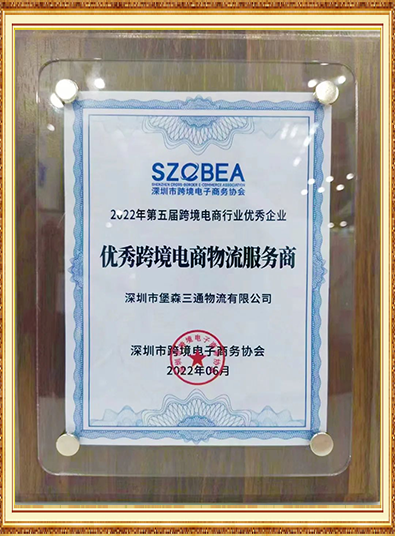 SZCBEA
SHENZHEN CROSS-BORDER E-COMMERCE ASSOCIATION
深圳市跨境电子商务协会
2022年第五届跨境电商行业优秀企业
优秀跨境电商物流服务商
深圳市堡森三通物流有限公司
深圳市跨境电子商务协会
2022年06月